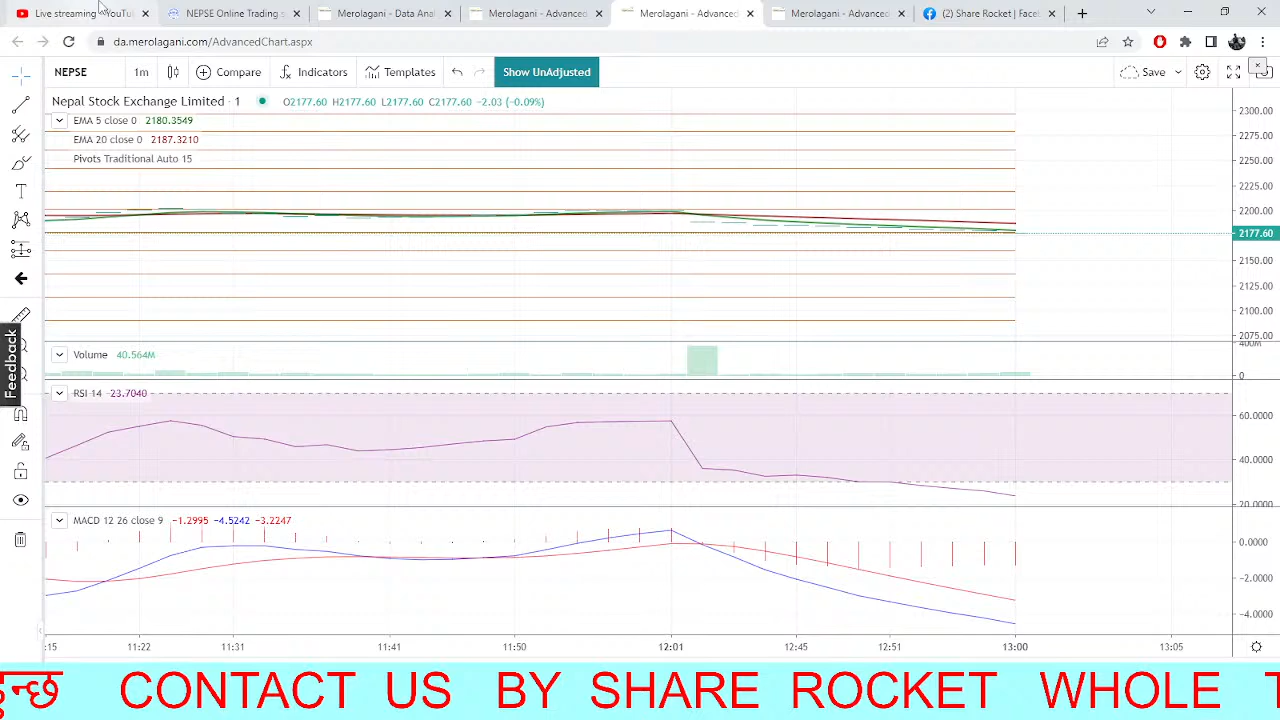 Live streaming - YouTu
NEPSE Online Trading s
Merolagani - Data Anal
Merolagani - Advanced
Merolagani - Advanced
Merolagani - Advanced
(2) Share Rocket | Face
da.merolagani.com/AdvancedChart.aspx
NEPSE 1m Compare Indicators Templates Show UnAdjusted Save
Nepal Stock Exchange Limited · 1 O2177.60 H2177.60 L2177.60 C2177.60 −2.03 (−0.09%)
EMA 5 close 0 2180.3549
EMA 20 close 0 2187.3210
Pivots Traditional Auto 15
2300.00
2275.00
2250.00
2225.00
2200.00
2177.60
2150.00
2125.00
2100.00
2075.00
Feedback
Volume 40.564M
400M
0
RSI 14 23.7040
60.0000
40.0000
20.0000
MACD 12 26 close 9 −1.2995 −4.5242 −3.2247
0.0000
−2.0000
−4.0000
:15 11:22 11:31 11:41 11:50 12:01 12:45 12:51 13:00 13:05
CONTACT US BY SHARE ROCKET WHOLE T